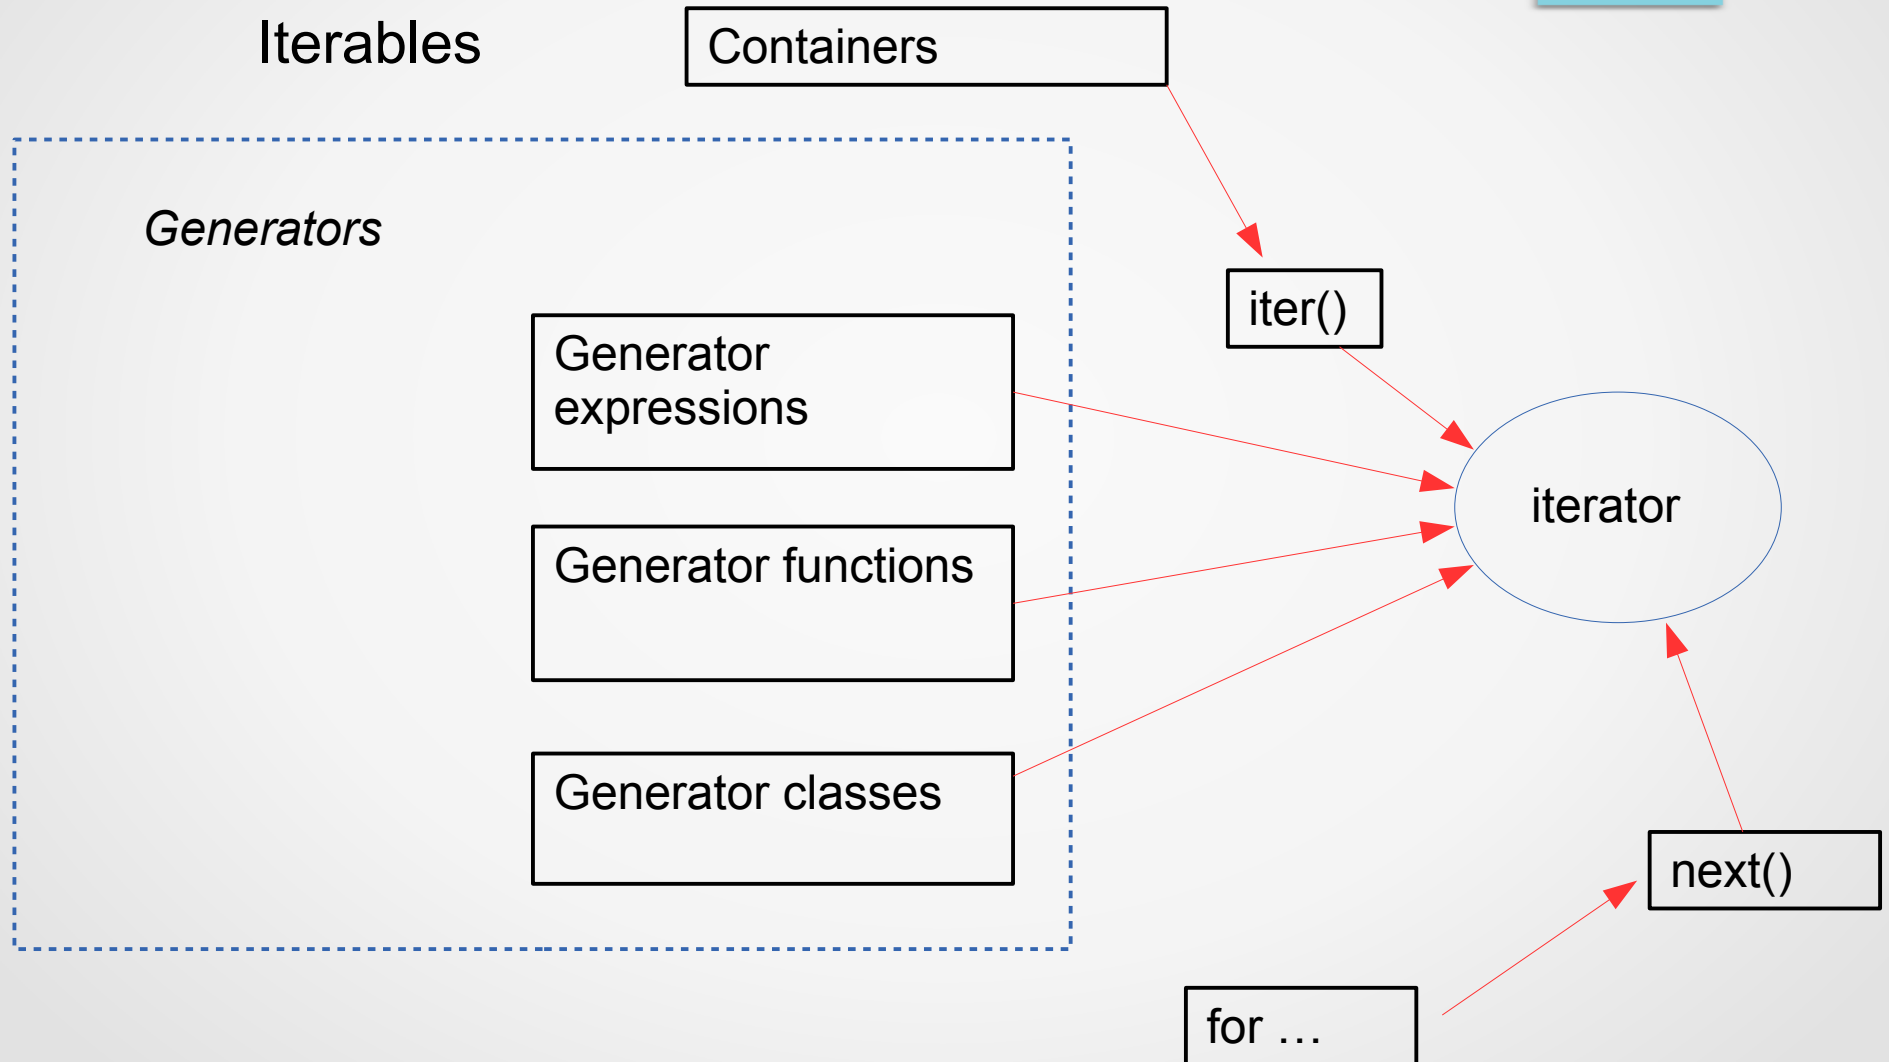 Iterables
Containers
Generators
iter()
Generator
expressions
iterator
Generator functions
Generator classes
next()
for …